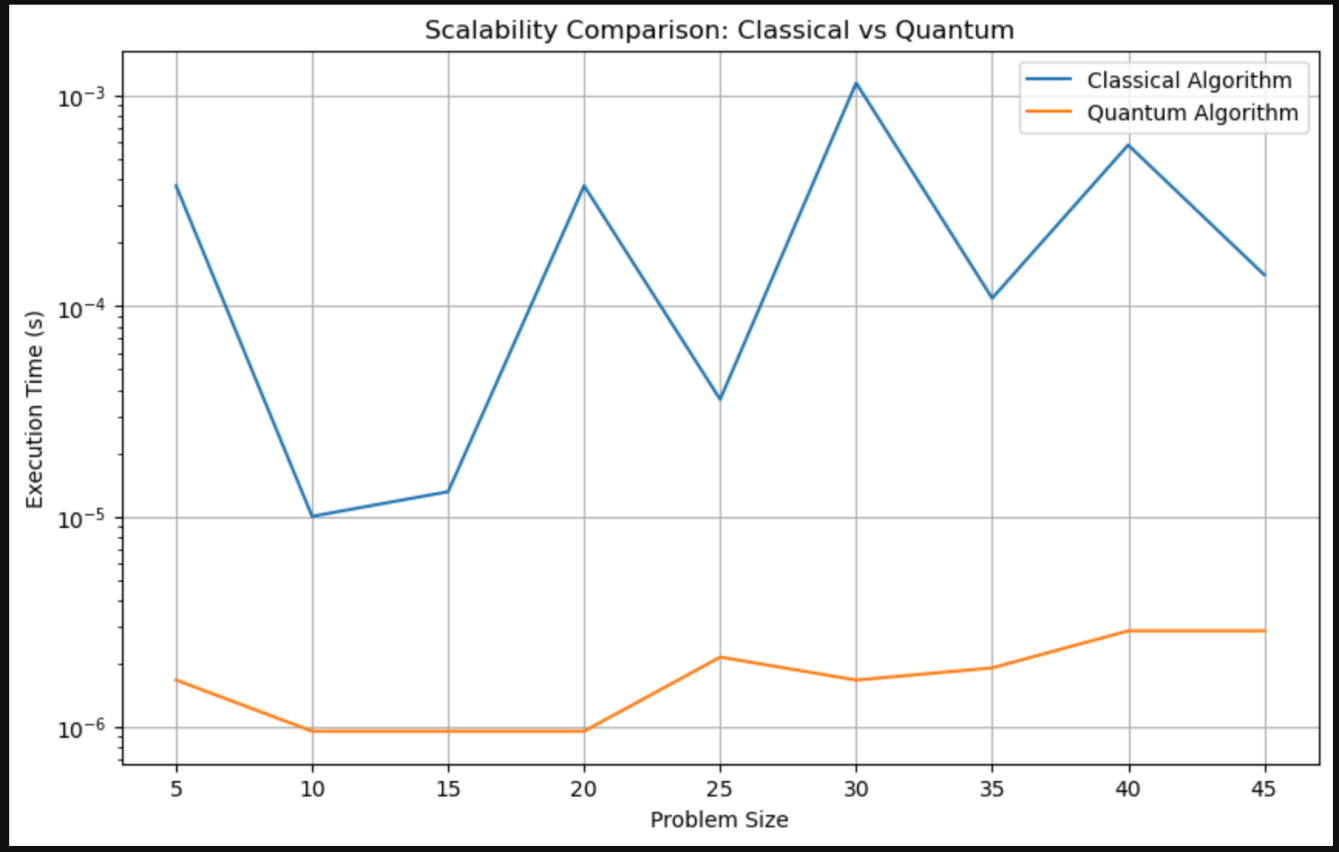 Scalability Comparison: Classical vs Quantum
Classical Algorithm
Quantum Algorithm
Execution Time (s)
10⁻³
10⁻⁴
10⁻⁵
10⁻⁶
5 10 15 20 25 30 35 40 45
Problem Size